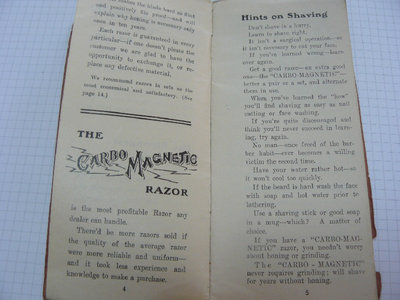 makes the blade hard as flint
and positively fire proof—and will
explain why honing is necessary only
once in ten years.
Each razor is guaranteed in every
particular—if one doesn't please the
customer we are glad to have the
opportunity to exchange it, or re-
place any defective material.
We recommend razors in sets as the
most economical and satisfactory. (See
page 14.)
THE
CARBO MAGNETIC
RAZOR
is the most profitable Razor any
dealer can handle.
There'd be more razors sold if
the quality of the average razor
were more reliable and uniform—
and it took less experience and
knowledge to make a purchase.
4
Hints on Shaving
Don't shave in a hurry.
Learn to shave right.
It isn't a surgical operation—so
it isn't necessary to cut your face.
If you've learned wrong—learn
over again.
Get a good razor—an extra good
one—the "CARBO-MAGNETIC"—
better a pair or a set, and alternate
them in use.
When you've learned the "how"
you'll find shaving as easy as nail
cutting or face washing.
If you're quite discouraged and
think you'll never succeed in learn-
ing, try again.
No man—once freed of the bar-
ber habit—ever becomes a willing
victim the second time.
Have your water rather hot—so
it won't cool too quickly.
If the beard is hard wash the face
with soap and hot water prior to
lathering.
Use a shaving stick or good soap
in a mug—which? A matter of
choice.
If you have a "CARBO-MAG-
NETIC" razor, you needn't worry
about honing or grinding.
The "CARBO-MAGNETIC"
never requires grinding; will shave
for years without honing.
5